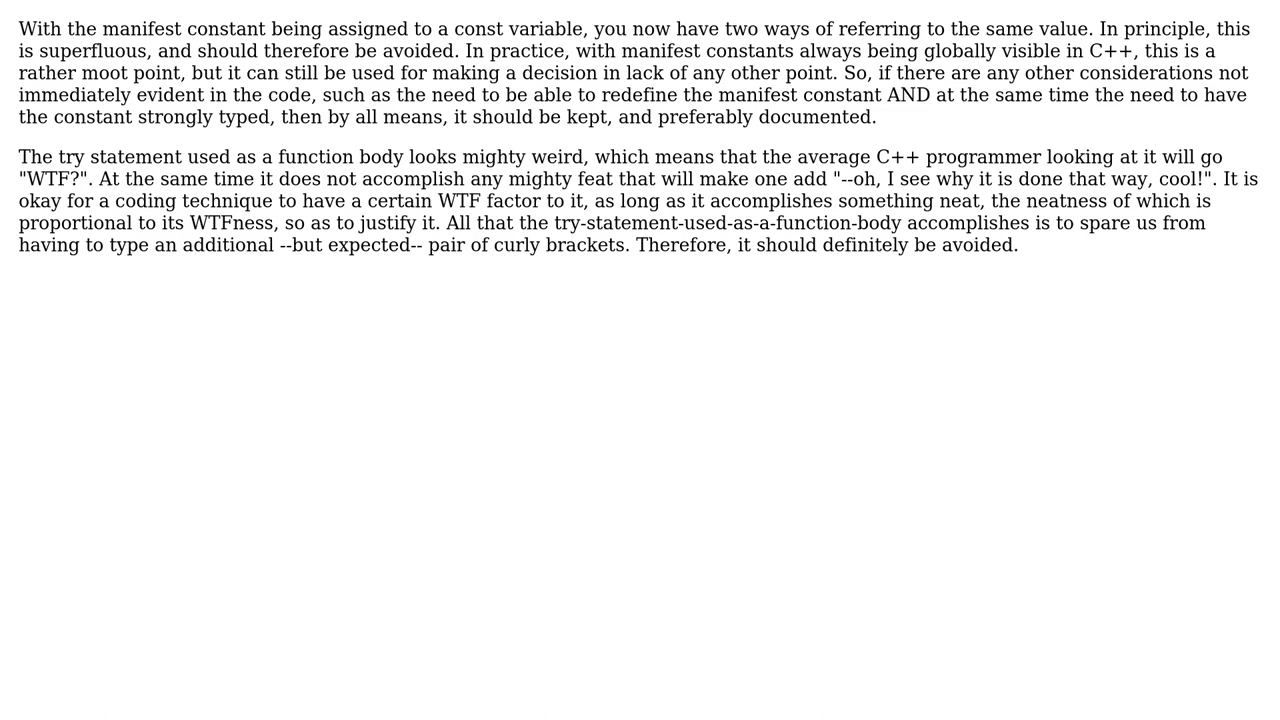 With the manifest constant being assigned to a const variable, you now have two ways of referring to the same value. In principle, this
is superfluous, and should therefore be avoided. In practice, with manifest constants always being globally visible in C++, this is a
rather moot point, but it can still be used for making a decision in lack of any other point. So, if there are any other considerations not
immediately evident in the code, such as the need to be able to redefine the manifest constant AND at the same time the need to have
the constant strongly typed, then by all means, it should be kept, and preferably documented.
The try statement used as a function body looks mighty weird, which means that the average C++ programmer looking at it will go
"WTF?". At the same time it does not accomplish any mighty feat that will make one add "--oh, I see why it is done that way, cool!". It is
okay for a coding technique to have a certain WTF factor to it, as long as it accomplishes something neat, the neatness of which is
proportional to its WTFness, so as to justify it. All that the try-statement-used-as-a-function-body accomplishes is to spare us from
having to type an additional --but expected-- pair of curly brackets. Therefore, it should definitely be avoided.